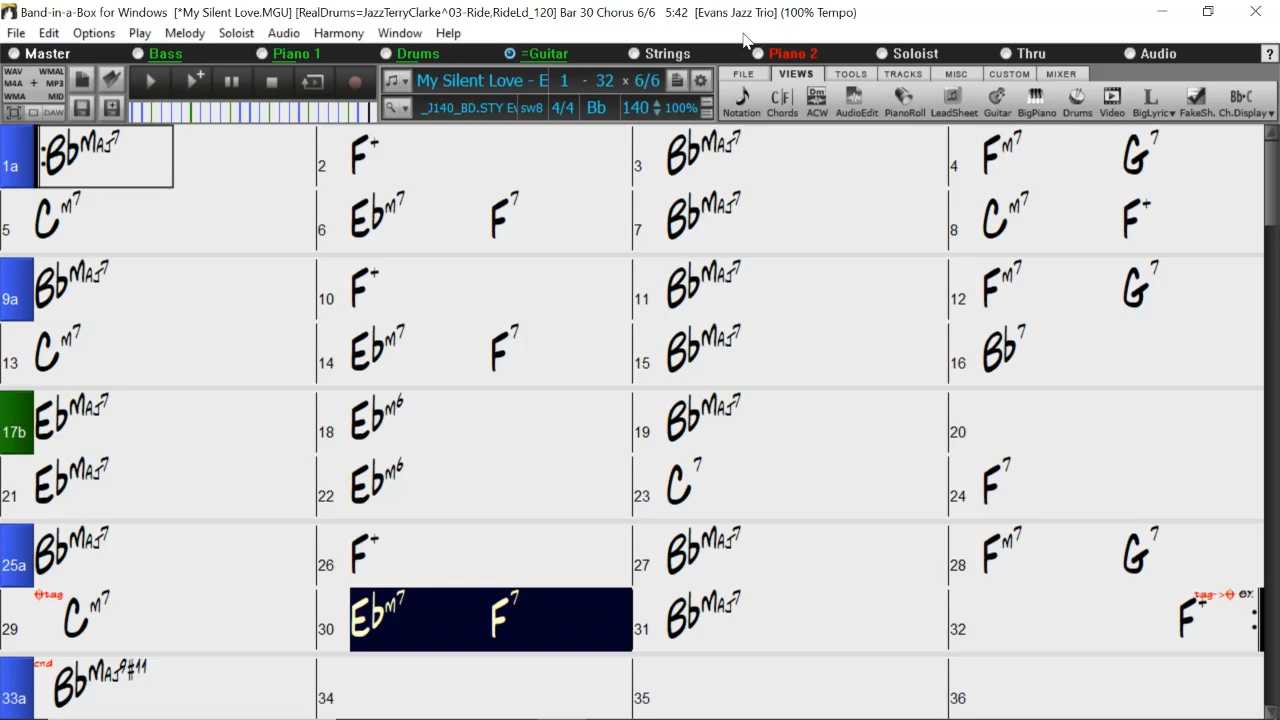 Band-in-a-Box for Windows [*My Silent Love.MGU] [RealDrums=JazzTerryClarke^03-Ride,RideLd_120] Bar 30 Chorus 6/6 5:42 [Evans Jazz Trio] (100% Tempo)
File Edit Options Play Melody Soloist Audio Harmony Window Help
Master Bass Piano 1 Drums =Guitar Strings Piano 2 Soloist Thru Audio ?
WAV WMAL
M4A + MP3
WMA MID
DAW
My Silent Love - E 1 - 32 x 6/6
_J140_BD.STY Ev sw8 4/4 Bb 140 100%
FILE VIEWS TOOLS TRACKS MISC CUSTOM MIXER
Notation Chords ACW AudioEdit PianoRoll LeadSheet Guitar BigPiano Drums Video BigLyric FakeSh. Ch.Display
1a BbMAJ7 2 F+ 3 BbMAJ7 4 Fm7 G7
5 Cm7 6 Ebm7 F7 7 BbMAJ7 8 Cm7 F+
9a BbMAJ7 10 F+ 11 BbMAJ7 12 Fm7 G7
13 Cm7 14 Ebm7 F7 15 BbMAJ7 16 Bb7
17b EbMAJ7 18 Ebm6 19 BbMAJ7 20
21 EbMAJ7 22 Ebm6 23 C7 24 F7
25a BbMAJ7 26 F+ 27 BbMAJ7 28 Fm7 G7
tag tag->
29 Cm7 30 Ebm7 F7 31 BbMAJ7 32 F+
end
33a BbMAJ9#11 34 35 36